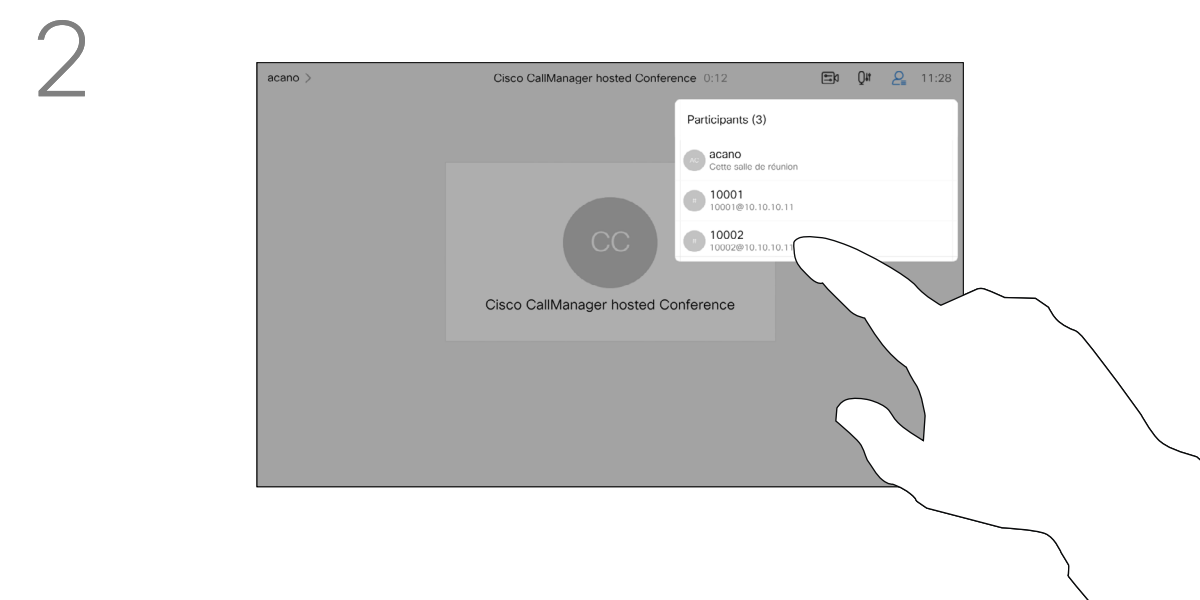 2
acano >
Cisco CallManager hosted Conference 0:12
11:28
Participants (3)
AC
acano
Cette salle de réunion
10001
10001@10.10.10.11
10002
10002@10.10.10.11
CC
Cisco CallManager hosted Conference